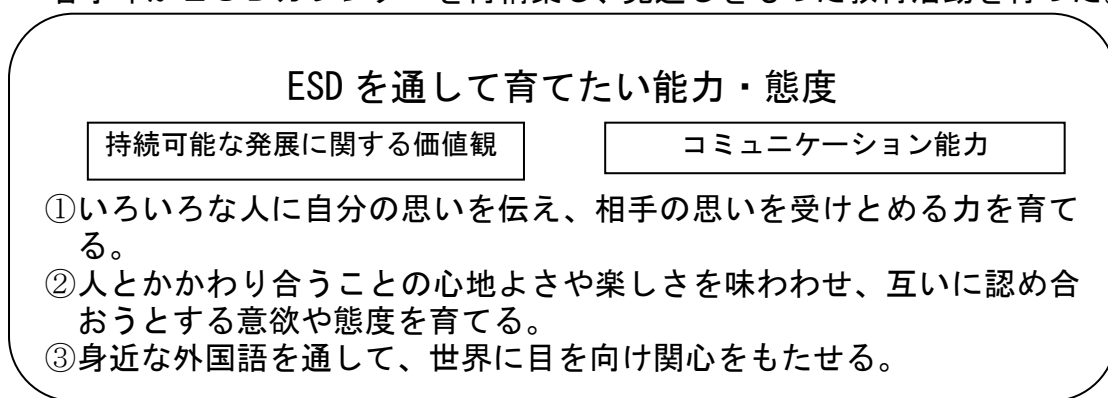 ESD を通して育てたい能力・態度
持続可能な発展に関する価値観
コミュニケーション能力
①いろいろな人に自分の思いを伝え、相手の思いを受けとめる力を育て
る。
②人とかかわり合うことの心地よさや楽しさを味わわせ、互いに認め合
おうとする意欲や態度を育てる。
③身近な外国語を通して、世界に目を向け関心をもたせる。